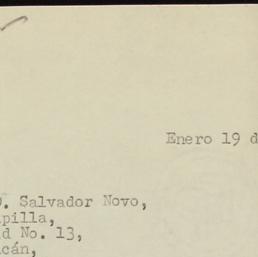 Enero 19 d
. Salvador Novo,
pilla,
d No. 13,
cán,